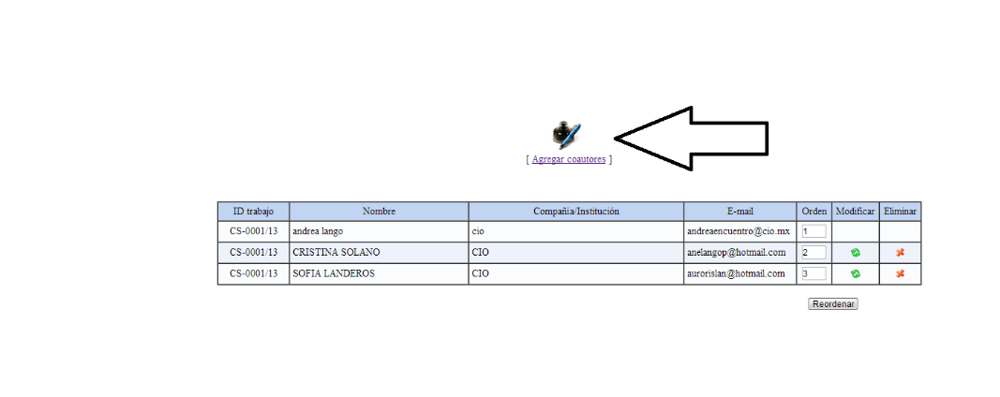 [ Agregar coautores ]
ID trabajo Nombre Compañia/Institución E-mail Orden Modificar Eliminar
CS-0001/13 andrea lango cio andreaencuentro@cio.mx 1
CS-0001/13 CRISTINA SOLANO CIO anelangop@hotmail.com 2
CS-0001/13 SOFIA LANDEROS CIO aurorislan@hotmail.com 3
Reordenar